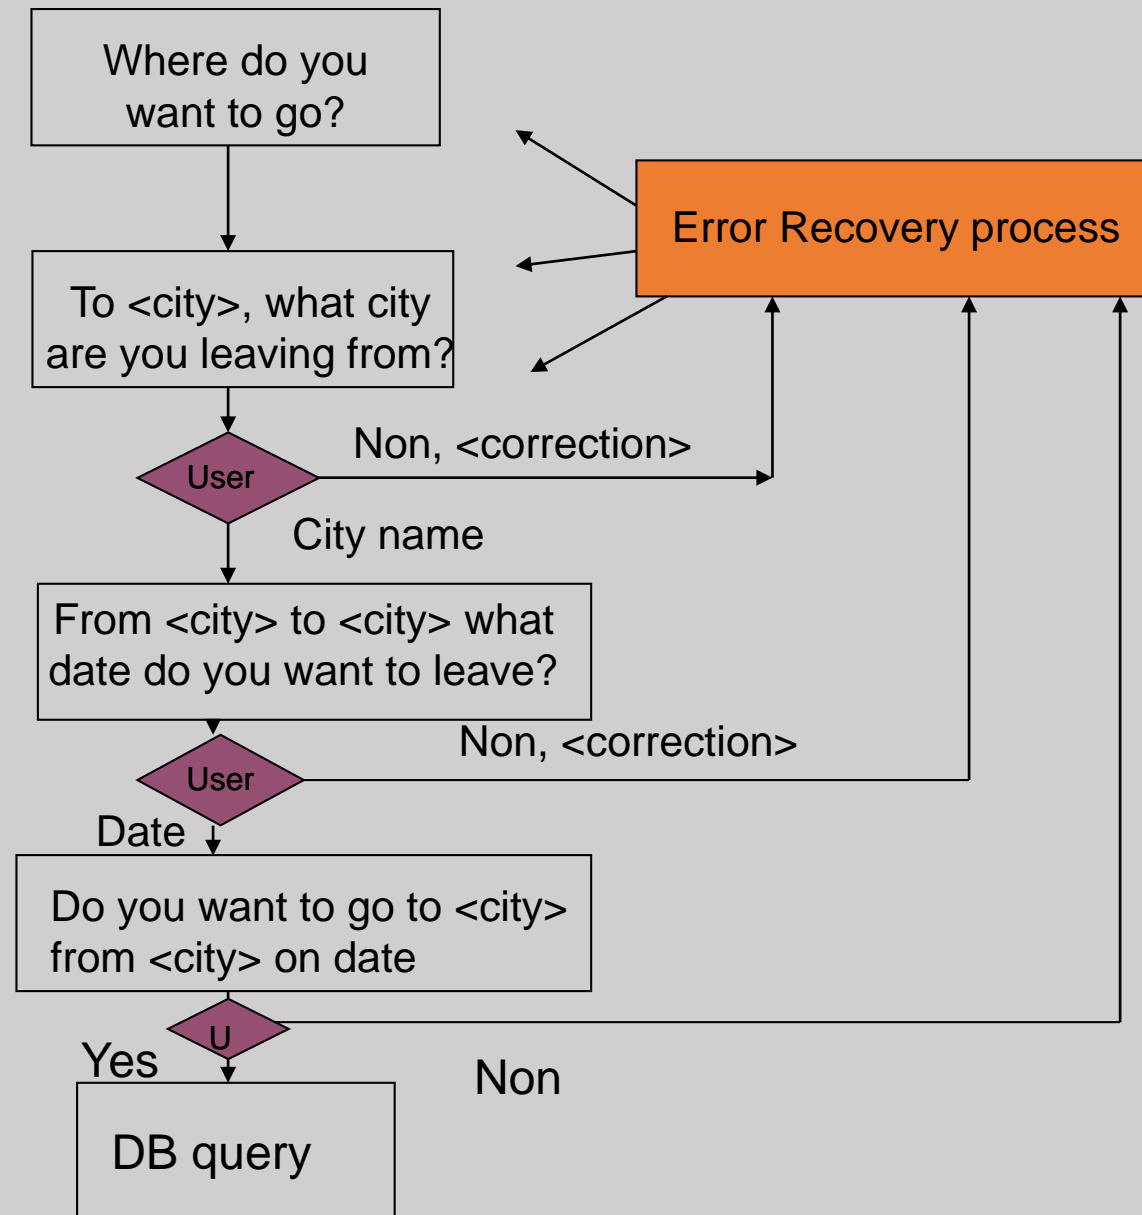 Where do you
want to go?
Error Recovery process
To <city>, what city
are you leaving from?
Non, <correction>
User
City name
From <city> to <city> what
date do you want to leave?
Non, <correction>
User
Date
Do you want to go to <city>
from <city> on date
U
Yes
Non
DB query